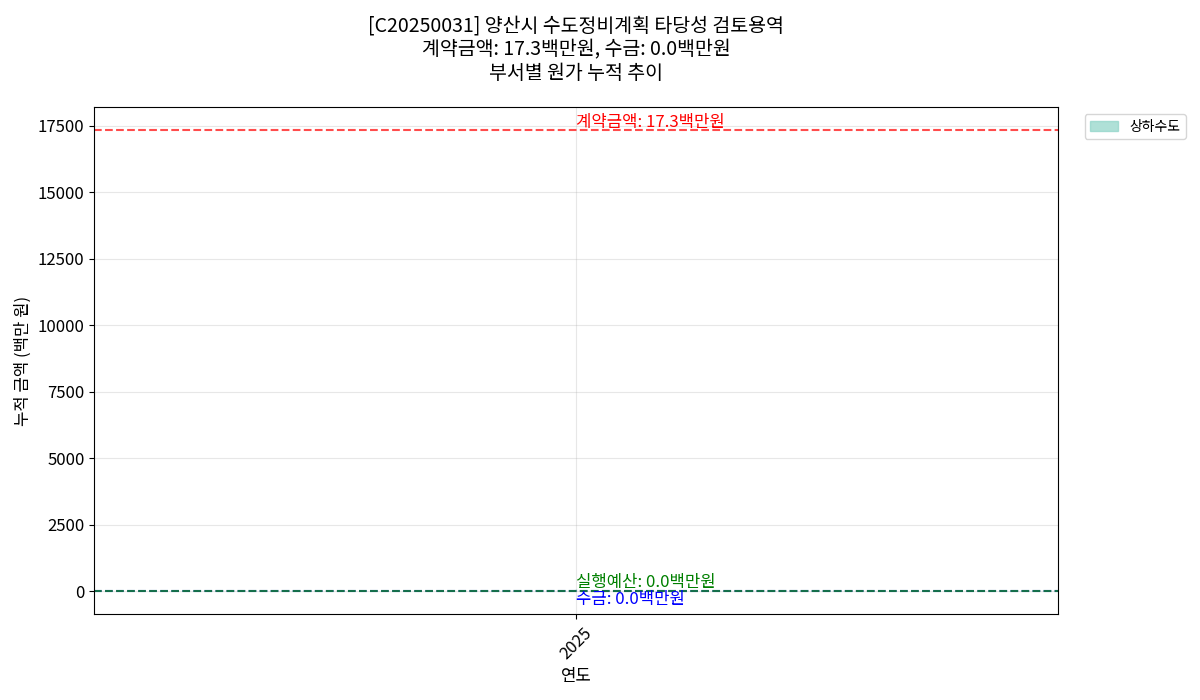 [C20250031] 양산시 수도정비계획 타당성 검토용역
계약금액: 17.3백만원, 수금: 0.0백만원
부서별 원가 누적 추이
계약금액: 17.3백만원
상하수도
17500
15000
12500
10000
7500
5000
2500
0
누적 금액 (백만 원)
실행예산: 0.0백만원
수금: 0.0백만원
2025
연도